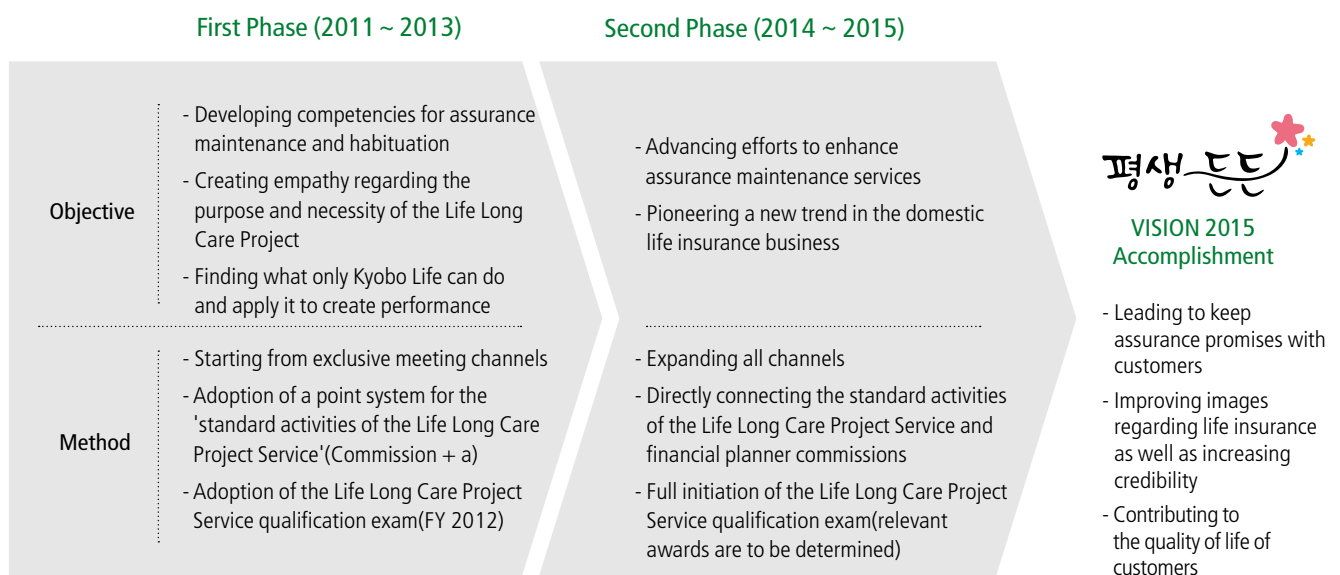 First Phase (2011 ~ 2013)
Second Phase (2014 ~ 2015)
Objective
- Developing competencies for assurance
maintenance and habituation
- Creating empathy regarding the
purpose and necessity of the Life Long
Care Project
- Finding what only Kyobo Life can do
and apply it to create performance
- Advancing efforts to enhance
assurance maintenance services
- Pioneering a new trend in the domestic
life insurance business
Method
- Starting from exclusive meeting channels
- Adoption of a point system for the
'standard activities of the Life Long Care
Project Service'(Commission + a)
- Adoption of the Life Long Care Project
Service qualification exam(FY 2012)
- Expanding all channels
- Directly connecting the standard activities
of the Life Long Care Project Service and
financial planner commissions
- Full initiation of the Life Long Care Project
Service qualification exam(relevant
awards are to be determined)
평생 든든
VISION 2015
Accomplishment
- Leading to keep
assurance promises with
customers
- Improving images
regarding life insurance
as well as increasing
credibility
- Contributing to
the quality of life of
customers